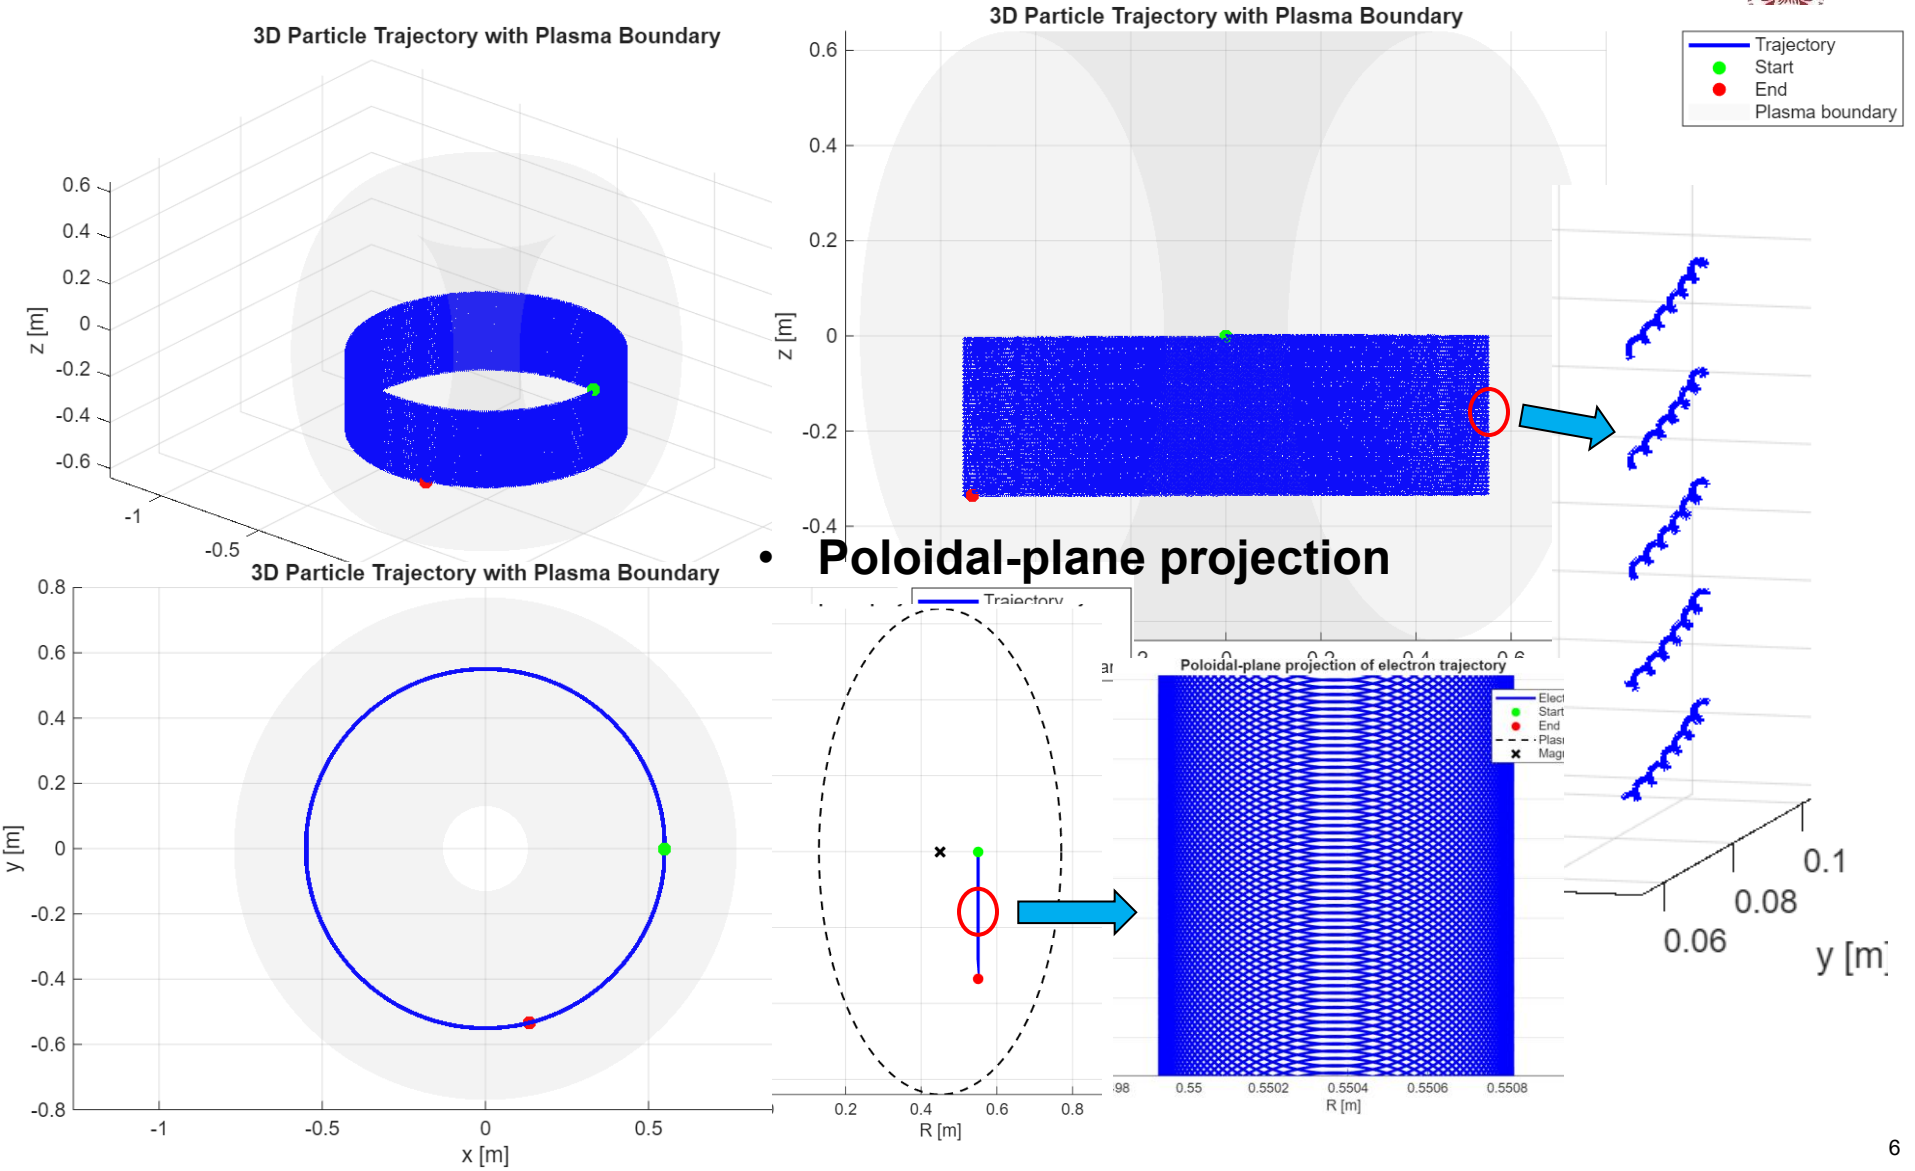 3D Particle Trajectory with Plasma Boundary
0.6
0.4
0.2
0
-0.2
-0.4
-0.6
z [m]
-1
-0.5
3D Particle Trajectory with Plasma Boundary
0.6
0.4
0.2
0
-0.2
-0.4
z [m]
0
0.2
0.4
0.6
Trajectory
Start
End
Plasma boundary
0.1
0.08
0.06
y [m]
• Poloidal-plane projection
3D Particle Trajectory with Plasma Boundary
0.8
0.6
0.4
0.2
0
-0.2
-0.4
-0.6
-0.8
y [m]
-1
-0.5
0
0.5
x [m]
Trajectory
0.2
0.4
0.6
0.8
R [m]
Poloidal-plane projection of electron trajectory
Elect
Start
End
Plas
Mag
98
0.55
0.5502
0.5504
0.5506
0.5508
R [m]
6